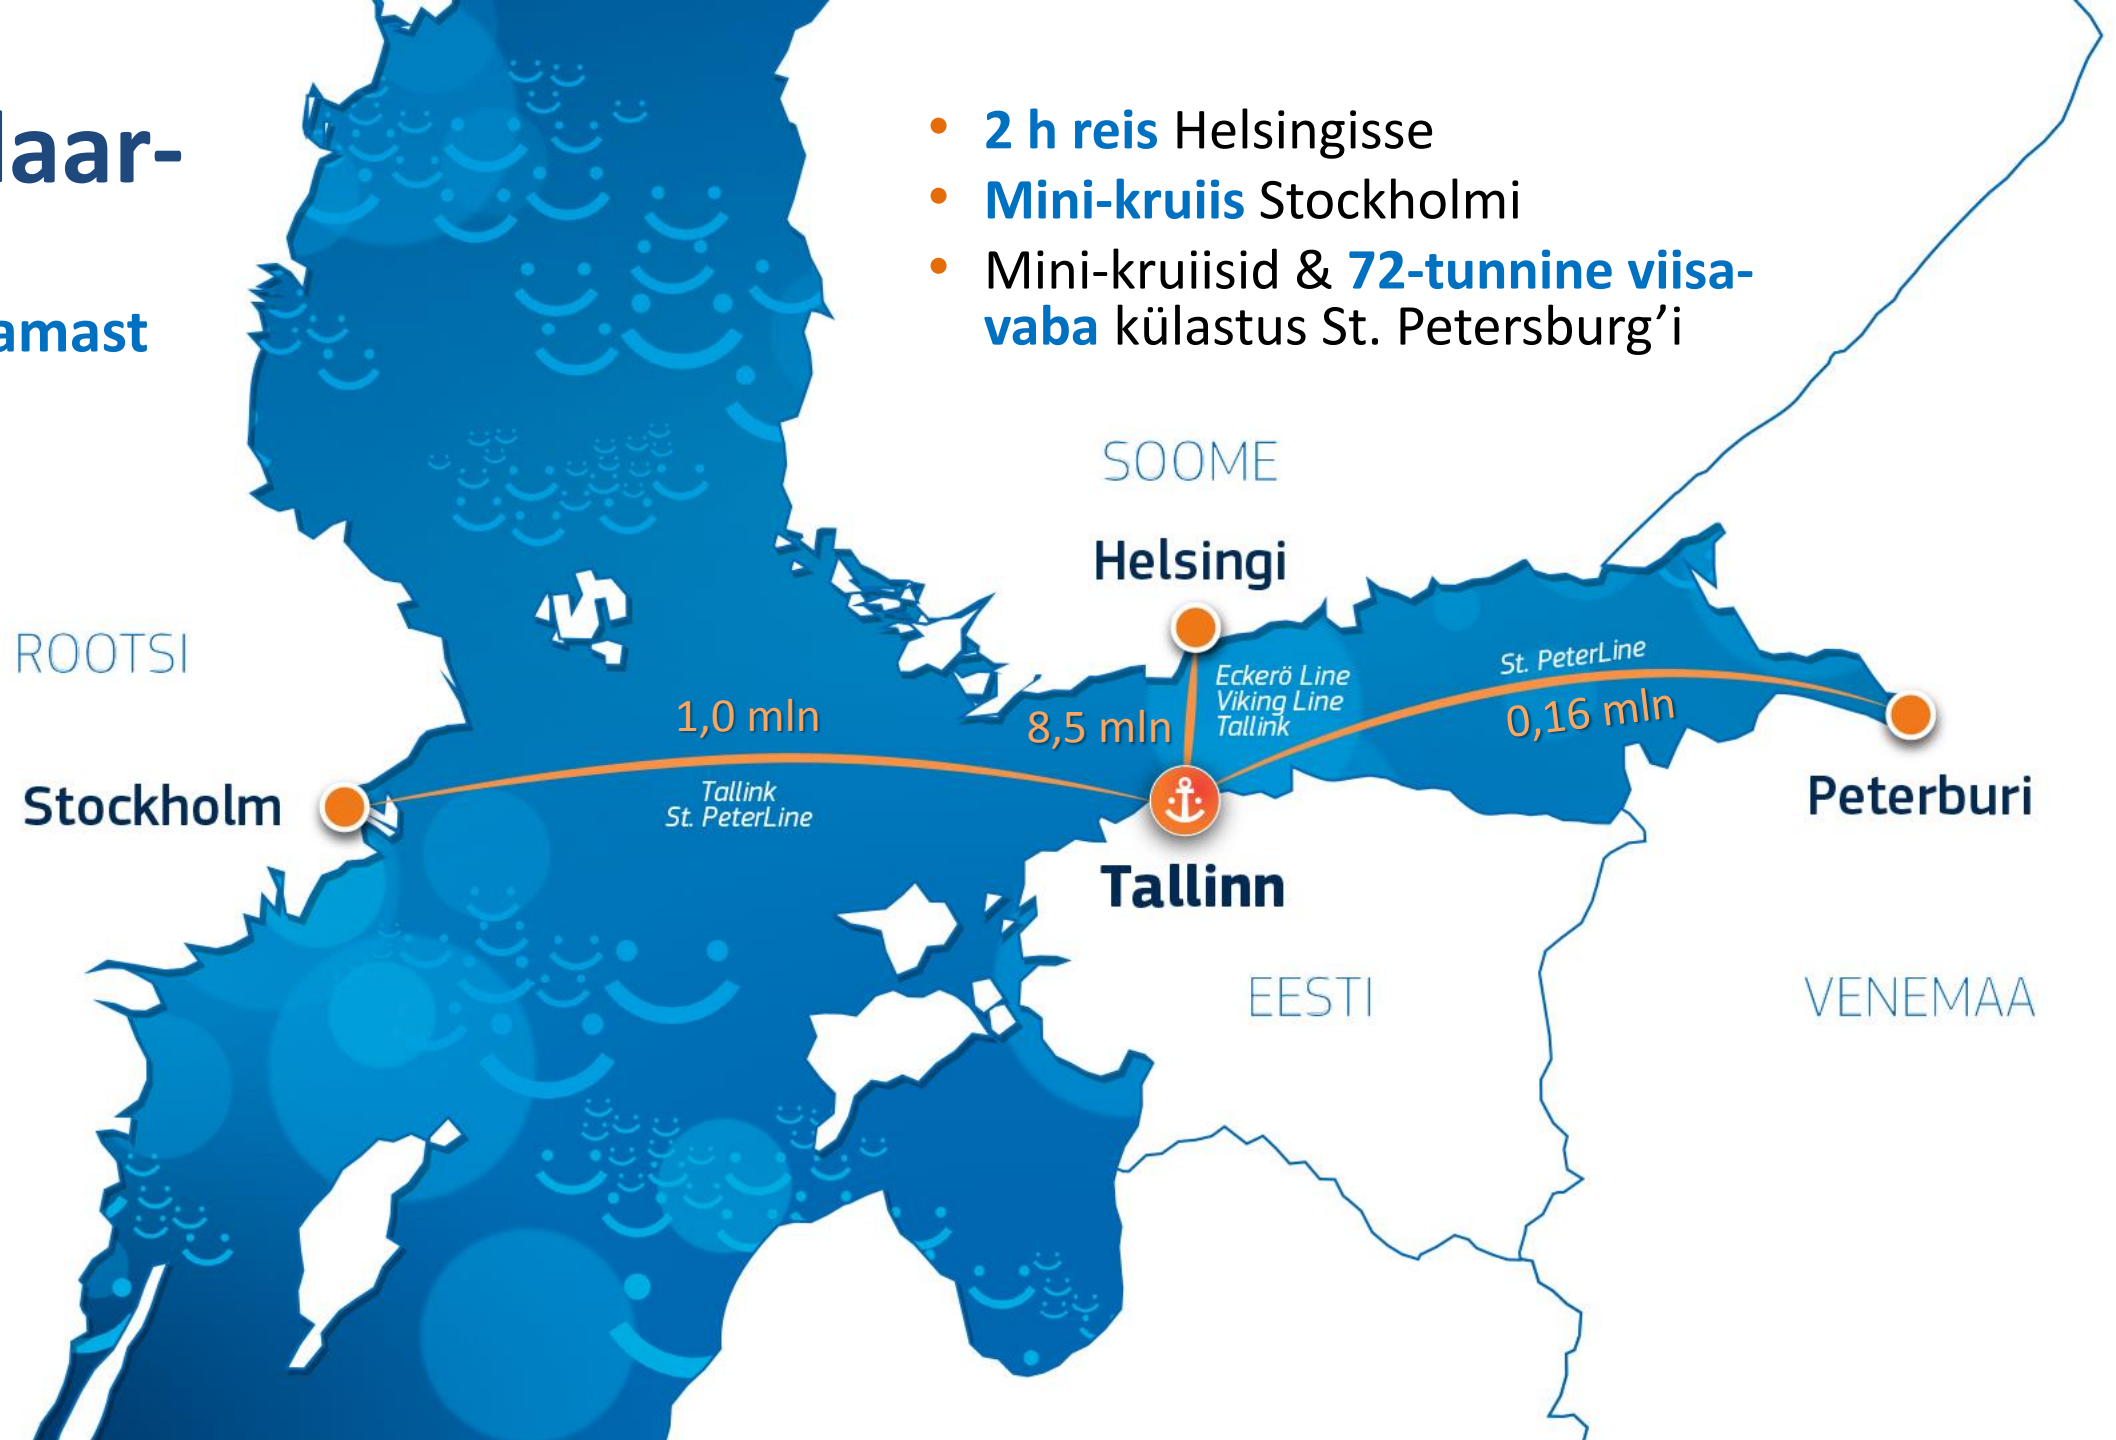 • 2 h reis Helsingisse
• Mini-kruiis Stockholmi
• Mini-kruiisid & 72-tunnine viisa-
vaba külastus St. Petersburg’i
SOOME
Helsingi
ROOTSI
Eckerö Line
Viking Line
Tallink
St. PeterLine
0,16 mln
1,0 mln
8,5 mln
Tallink
St. PeterLine
Stockholm
Peterburi
Tallinn
EESTI
VENEMAA